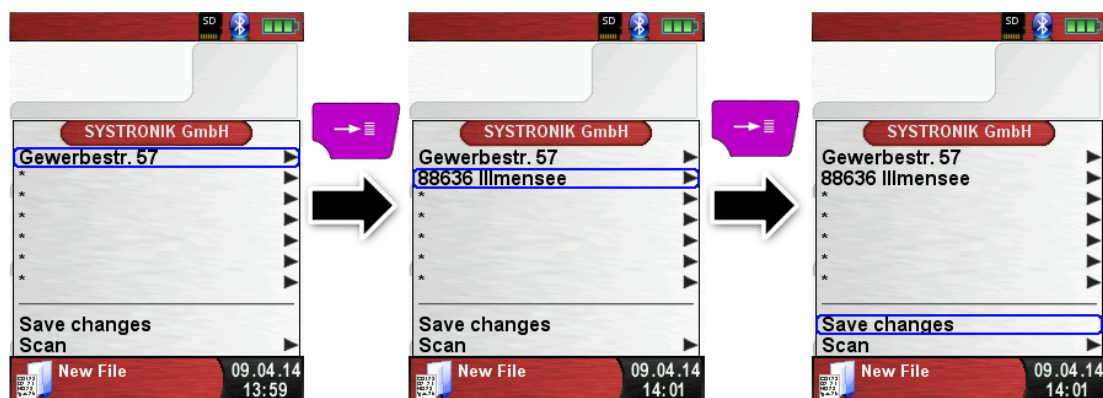 SD
SYSTRONIK GmbH
Gewerbestr. 57
*
*
*
*
*
*
Save changes
Scan
New File
09.04.14
13:59
SD
SYSTRONIK GmbH
Gewerbestr. 57
88636 Illmensee
*
*
*
*
*
Save changes
Scan
New File
09.04.14
14:01
SD
SYSTRONIK GmbH
Gewerbestr. 57
88636 Illmensee
*
*
*
*
*
Save changes
Scan
New File
09.04.14
14:01